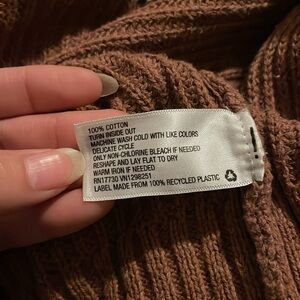 100% COTTON
TURN INSIDE OUT
MACHINE WASH COLD WITH LIKE COLORS
DELICATE CYCLE
ONLY NON-CHLORINE BLEACH IF NEEDED
RESHAPE AND LAY FLAT TO DRY
WARM IRON IF NEEDED
RN17730 VN1298251
LABEL MADE FROM 100% RECYCLED PLASTIC